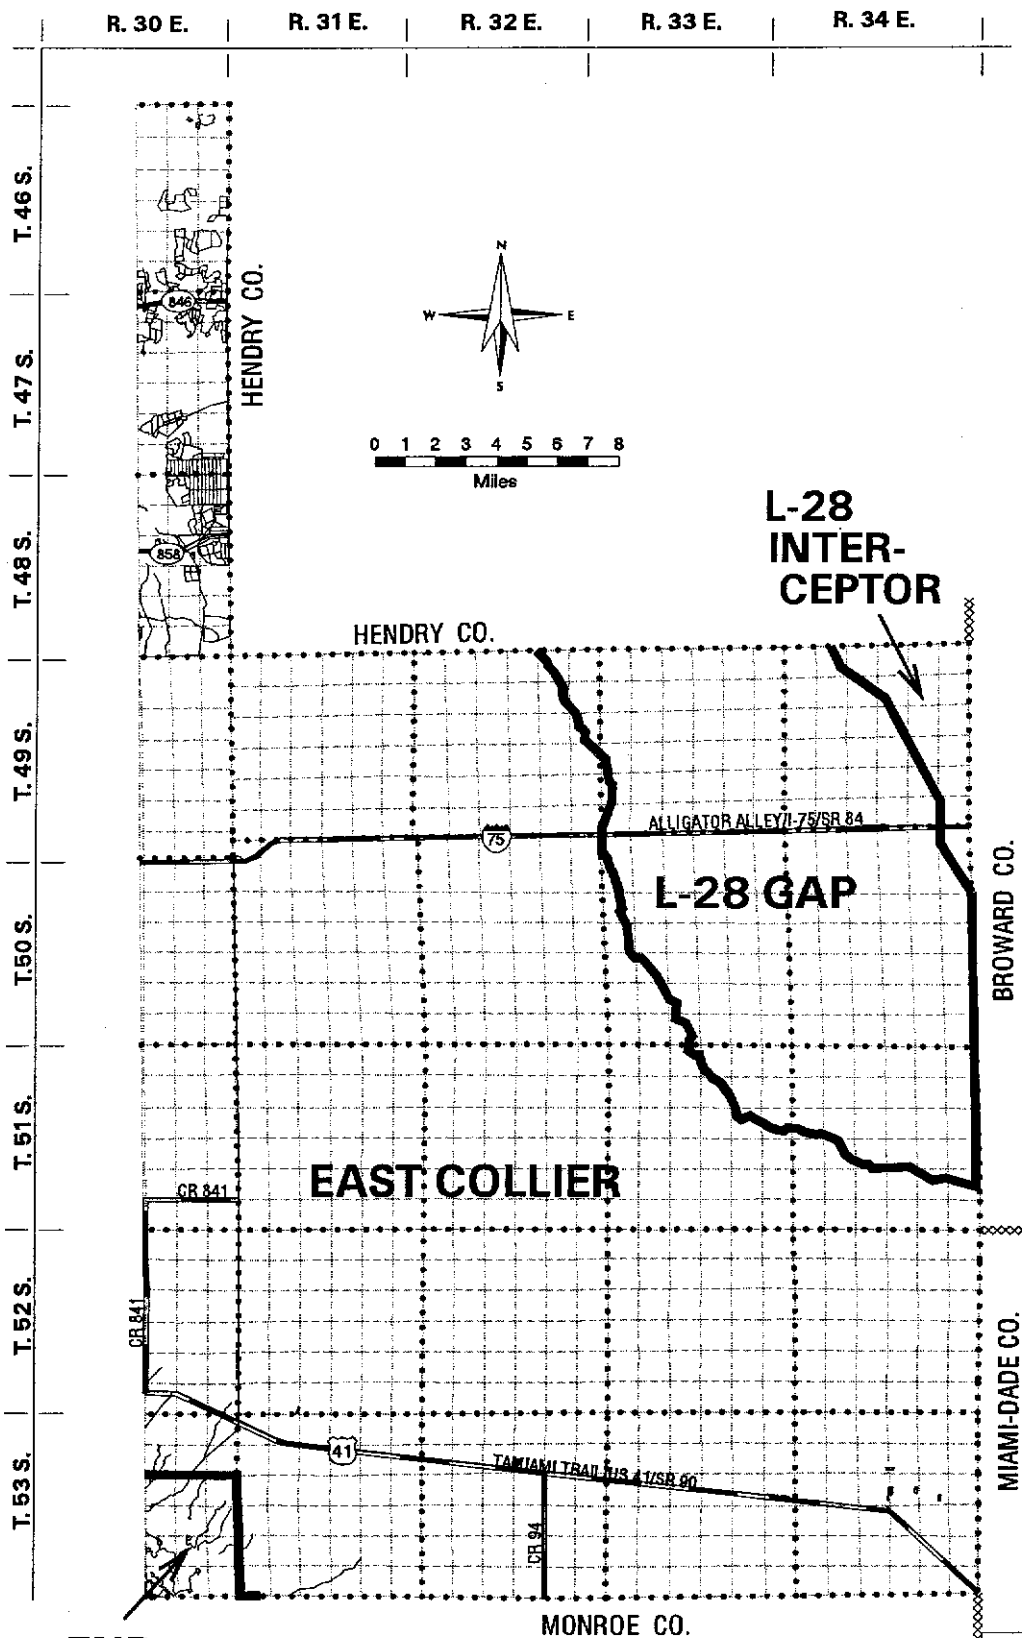 R. 30 E. R. 31 E. R. 32 E. R. 33 E. R. 34 E.
T. 46 S.
T. 47 S.
T. 48 S.
T. 49 S.
T. 50 S.
T. 51 S.
T. 52 S.
T. 53 S.
HENDRY CO.
846
N
W E
S
0 1 2 3 4 5 6 7 8
Miles
858
L-28
INTER-
CEPTOR
HENDRY CO.
ALLIGATOR ALLEY/I-75/SR 84
75
L-28 GAP
BROWARD CO.
EAST COLLIER
CR 841
CR 841
MIAMI-DADE CO.
41
TAMIAMI TRAIL/US 41/SR 90
CR 94
MONROE CO.